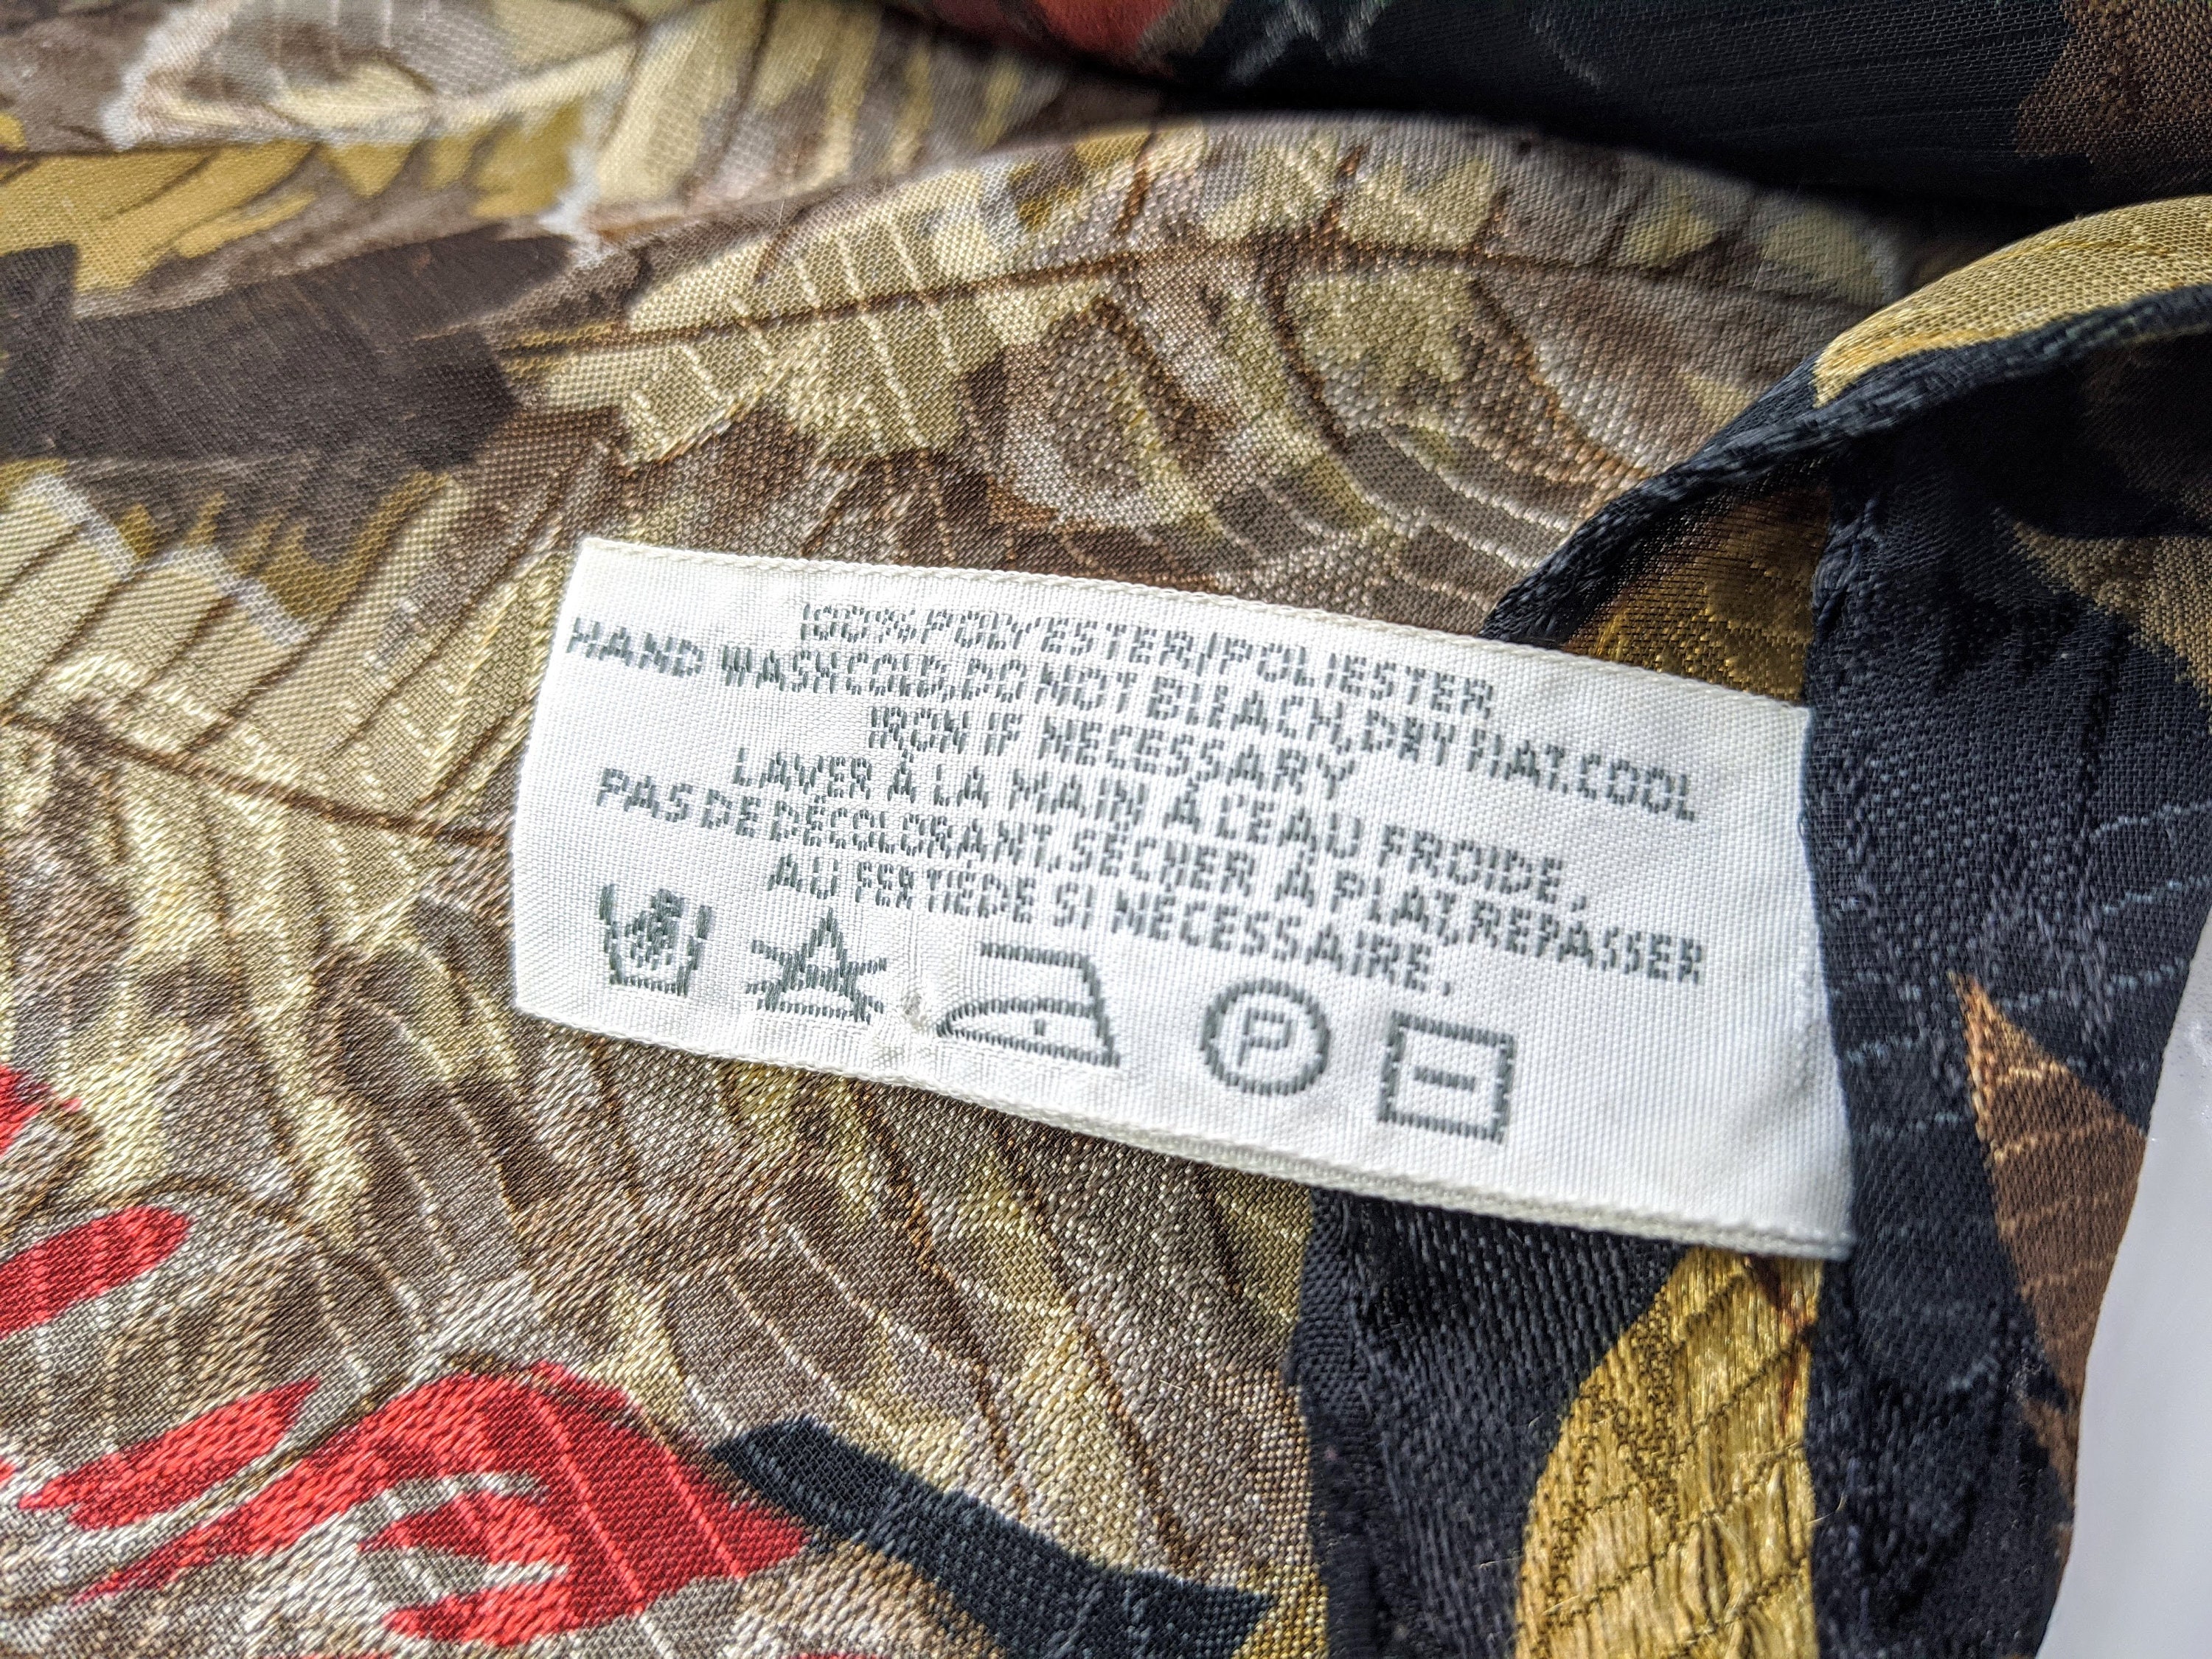 100% POLYESTER/POLIESTER
HAND WASH COLD, DO NOT BLEACH, DRY FLAT, COOL
IRON IF NECESSARY
LAVER À LA MAIN À L'EAU FROIDE,
PAS DE DÉCOLORANT, SÉCHER À PLAT, REPASSER
AU FER TIEDE SI NÉCESSAIRE.
P